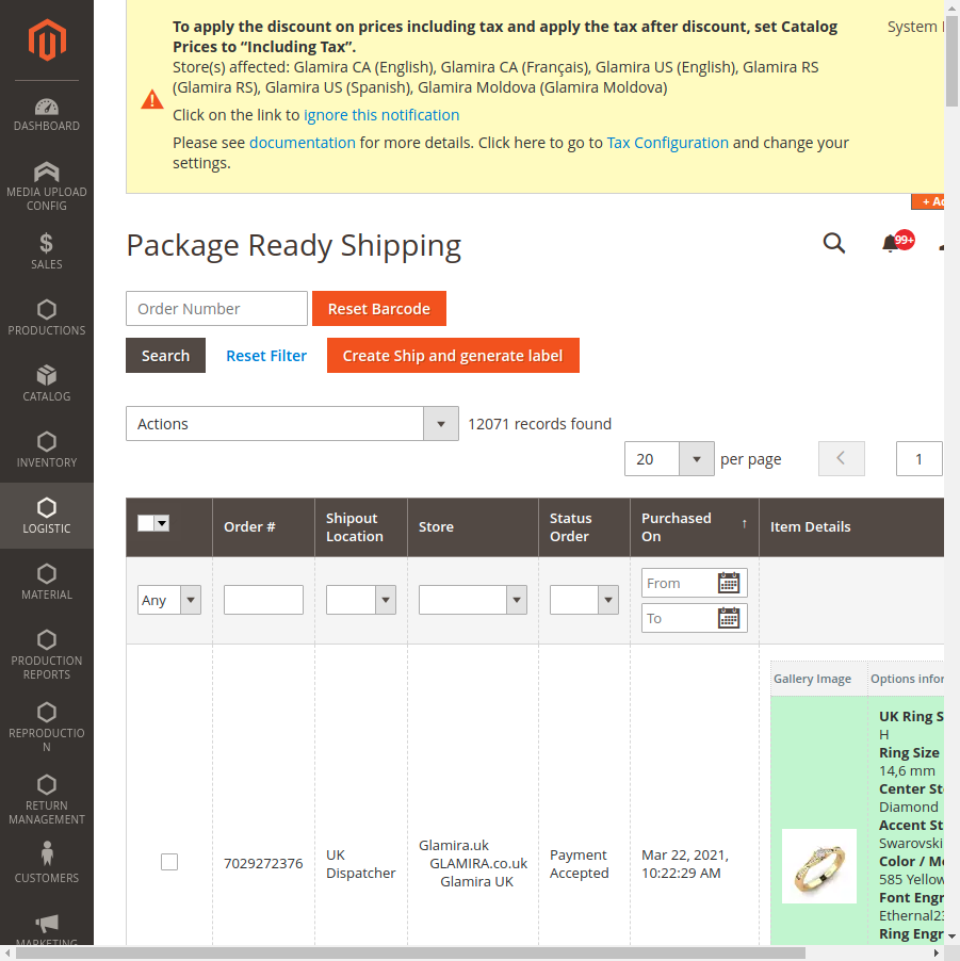 To apply the discount on prices including tax and apply the tax after discount, set Catalog
Prices to “Including Tax”.
Store(s) affected: Glamira CA (English), Glamira CA (Français), Glamira US (English), Glamira RS
(Glamira RS), Glamira US (Spanish), Glamira Moldova (Glamira Moldova)
Click on the link to ignore this notification
Please see documentation for more details. Click here to go to Tax Configuration and change your
settings.
System
DASHBOARD
MEDIA UPLOAD
CONFIG
SALES
PRODUCTIONS
CATALOG
INVENTORY
LOGISTIC
MATERIAL
PRODUCTION
REPORTS
REPRODUCTIO
N
RETURN
MANAGEMENT
CUSTOMERS
MARKETING
Package Ready Shipping
99+
Order Number
Reset Barcode
Search
Reset Filter
Create Ship and generate label
Actions
12071 records found
20
per page
1
Order #
Shipout
Location
Store
Status
Order
Purchased
On
↑
Item Details
Any
From
To
Gallery Image
Options infor
7029272376
UK
Dispatcher
Glamira.uk
GLAMIRA.co.uk
Glamira UK
Payment
Accepted
Mar 22, 2021,
10:22:29 AM
UK Ring S
H
Ring Size
14,6 mm
Center St
Diamond
Accent St
Swarovski
Color / Me
585 Yellow
Font Engr
Ethernal23
Ring Engr